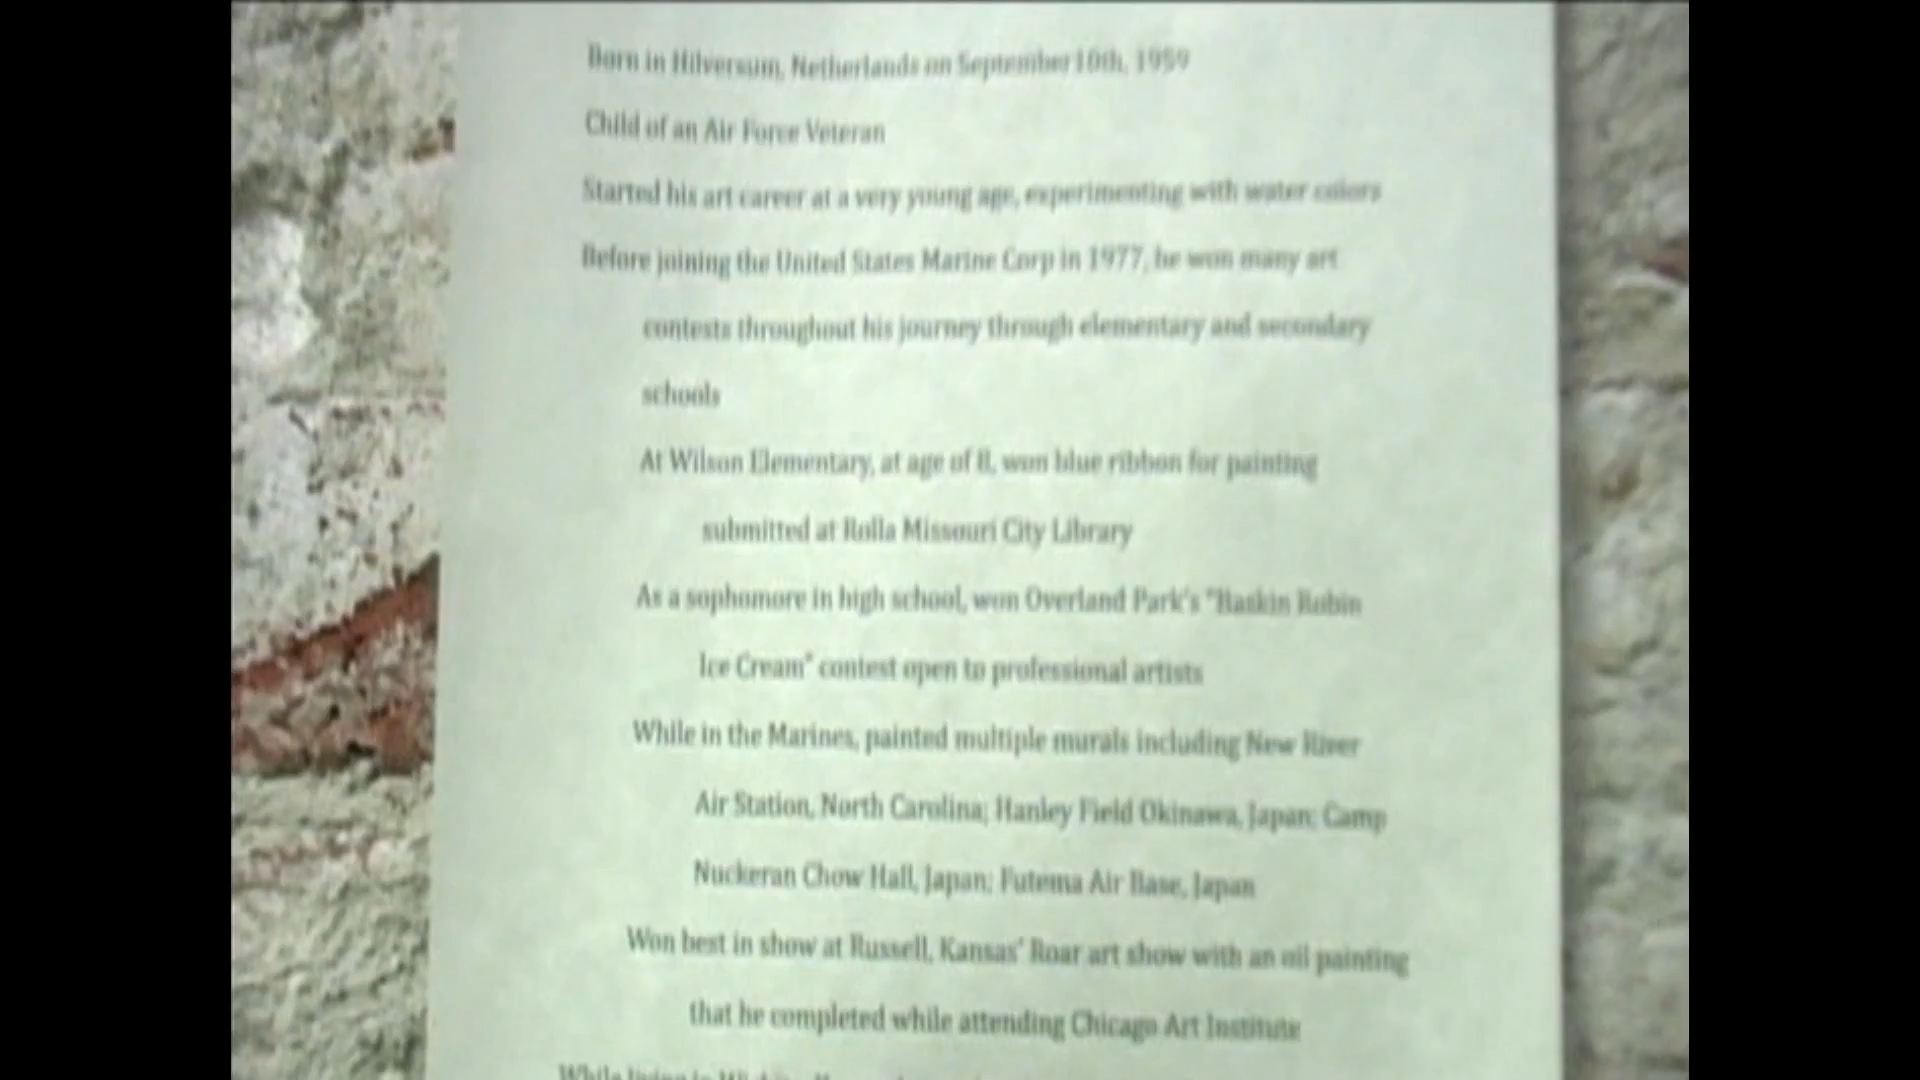 Born in Hilversum, Netherlands on September 10th, 1959
Child of an Air Force Veteran
Started his art career at a very young age, experimenting with water colors
Before joining the United States Marine Corp in 1977, he won many art
contests throughout his journey through elementary and secondary
schools
At Wilson Elementary, at age of 8, won blue ribbon for painting
submitted at Rolla Missouri City Library
As a sophomore in high school, won Overland Park's "Baskin Robin
Ice Cream" contest open to professional artists
While in the Marines, painted multiple murals including New River
Air Station, North Carolina; Hanley Field Okinawa, Japan; Camp
Nuckeran Chow Hall, Japan; Futema Air Base, Japan
Won best in show at Russell, Kansas' Roar art show with an oil painting
that he completed while attending Chicago Art Institute
While living in